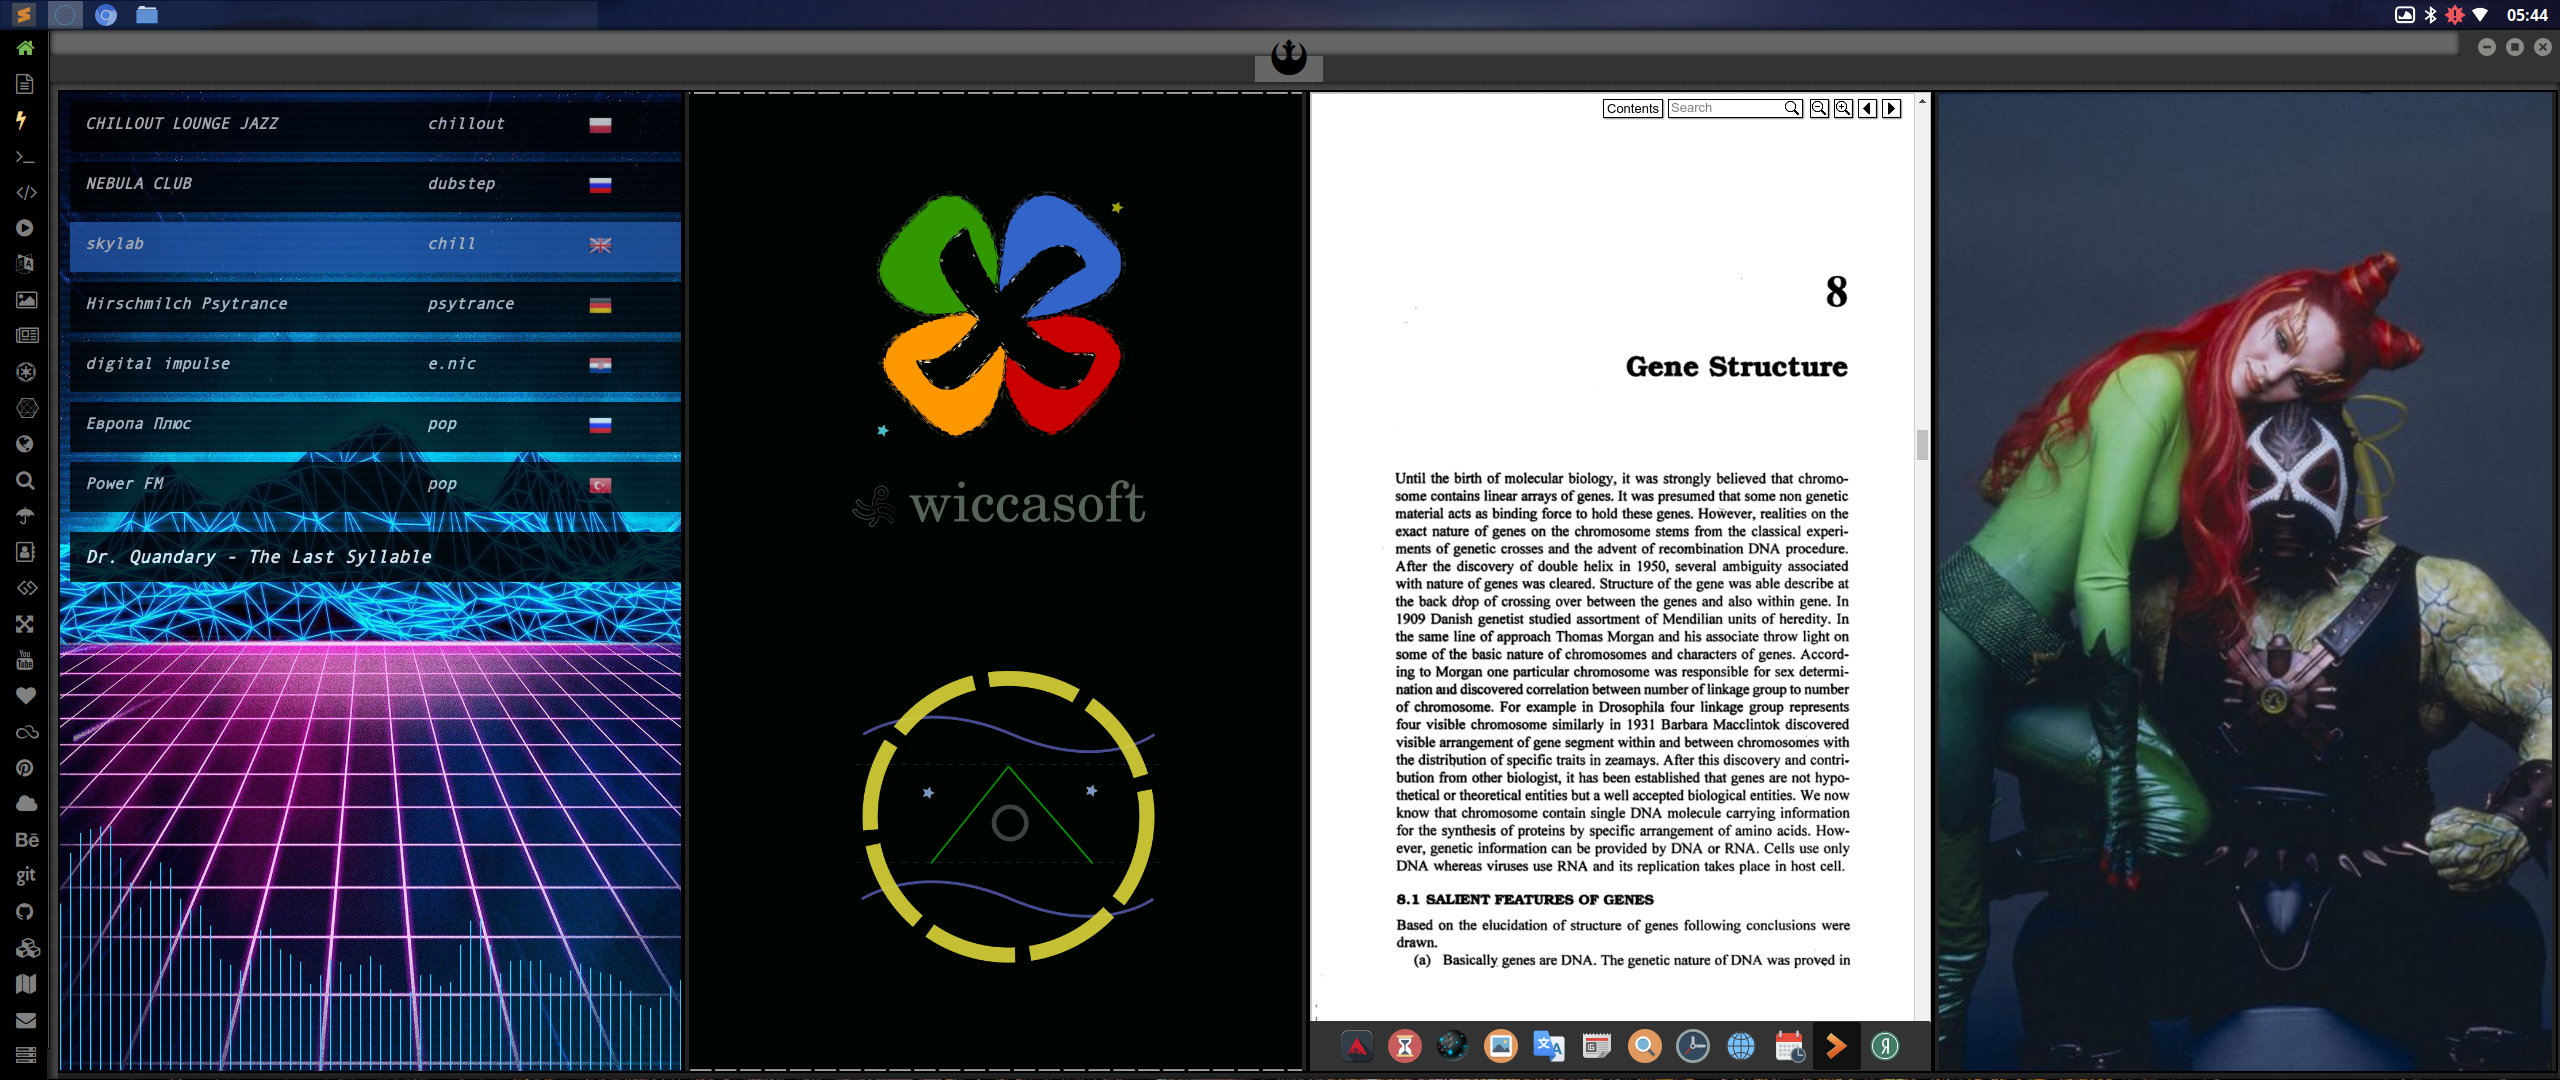 05:44
CHILLOUT LOUNGE JAZZ chillout
NEBULA CLUB dubstep
skylab chill
Hirschmilch Psytrance psytrance
digital impulse e.nic
Европа Плюс pop
Power FM pop
Dr. Quandary - The Last Syllable
You
Tube
Bē
git
wiccasoft
Contents Search
8
Gene Structure
Until the birth of molecular biology, it was strongly believed that chromo-
some contains linear arrays of genes. It was presumed that some non genetic
material acts as binding force to hold these genes. However, realities on the
exact nature of genes on the chromosome stems from the classical experi-
ments of genetic crosses and the advent of recombination DNA procedure.
After the discovery of double helix in 1950, several ambiguity associated
with nature of genes was cleared. Structure of the gene was able describe at
the back drop of crossing over between the genes and also within gene. In
1909 Danish genetist studied assortment of Mendilian units of heredity. In
the same line of approach Thomas Morgan and his associate throw light on
some of the basic nature of chromosomes and characters of genes. Accord-
ing to Morgan one particular chromosome was responsible for sex determi-
nation and discovered correlation between number of linkage group to number
of chromosome. For example in Drosophila four linkage group represents
four visible chromosome similarly in 1931 Barbara Macclintok discovered
visible arrangement of gene segment within and between chromosomes with
the distribution of specific traits in zeamays. After this discovery and contri-
bution from other biologist, it has been established that genes are not hypo-
thetical or theoretical entities but a well accepted biological entities. We now
know that chromosome contain single DNA molecule carrying information
for the synthesis of proteins by specific arrangement of amino acids. How-
ever, genetic information can be provided by DNA or RNA. Cells use only
DNA whereas viruses use RNA and its replication takes place in host cell.
8.1 SALIENT FEATURES OF GENES
Based on the elucidation of structure of genes following conclusions were
drawn.
(a) Basically genes are DNA. The genetic nature of DNA was proved in